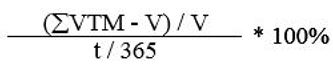 (∑VTM - V) / V
t / 365
* 100%